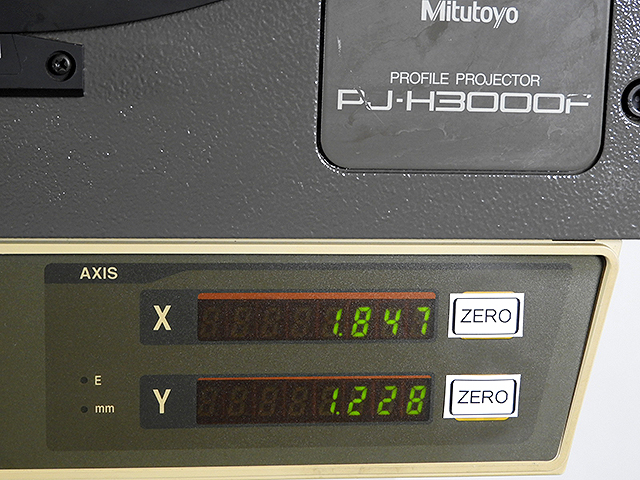 Mitutoyo
PROFILE PROJECTOR
PJ-H3000F
AXIS
X 1.847 ZERO
E
mm
Y 1.228 ZERO